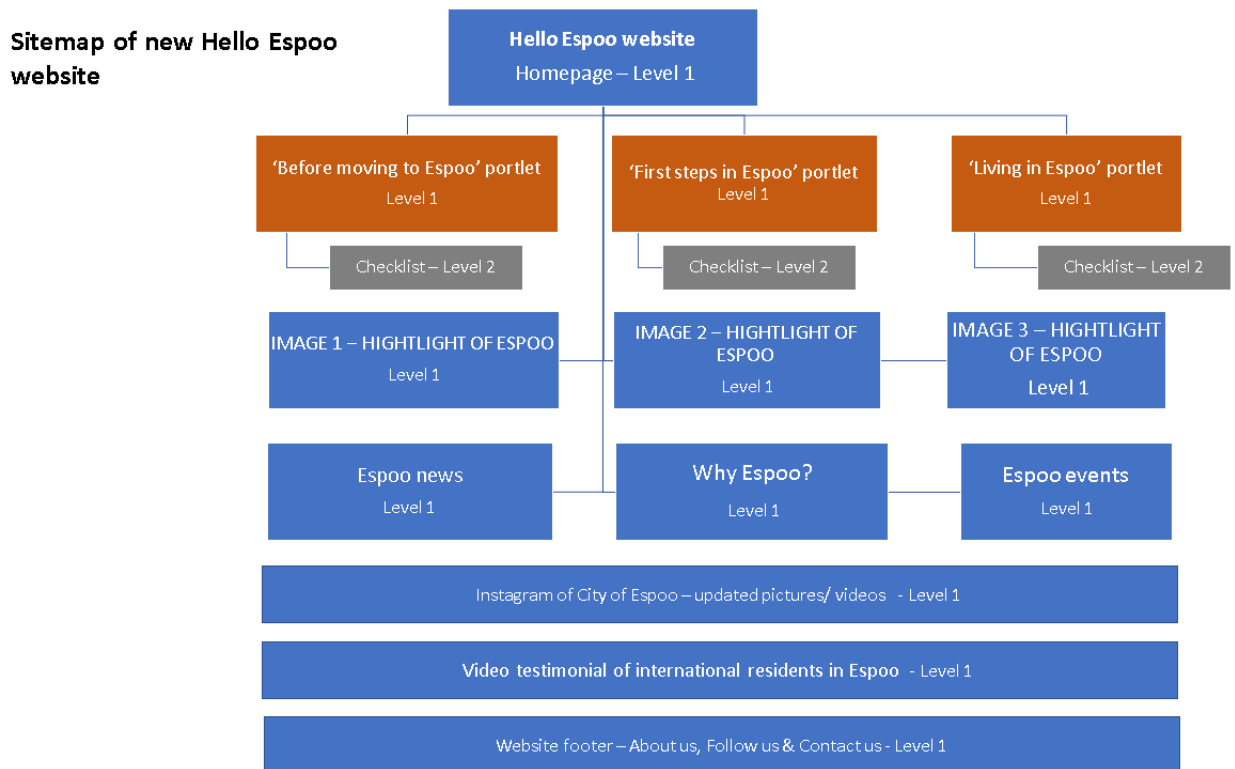 Sitemap of new Hello Espoo
website
Hello Espoo website
Homepage – Level 1
‘Before moving to Espoo’ portlet
Level 1
‘First steps in Espoo’ portlet
Level 1
‘Living in Espoo’ portlet
Level 1
Checklist – Level 2
Checklist – Level 2
Checklist – Level 2
IMAGE 1 – HIGHTLIGHT OF ESPOO
Level 1
IMAGE 2 – HIGHTLIGHT OF
ESPOO
Level 1
IMAGE 3 – HIGHTLIGHT
OF ESPOO
Level 1
Espoo news
Level 1
Why Espoo?
Level 1
Espoo events
Level 1
Instagram of City of Espoo – updated pictures/ videos - Level 1
Video testimonial of international residents in Espoo - Level 1
Website footer – About us, Follow us & Contact us - Level 1